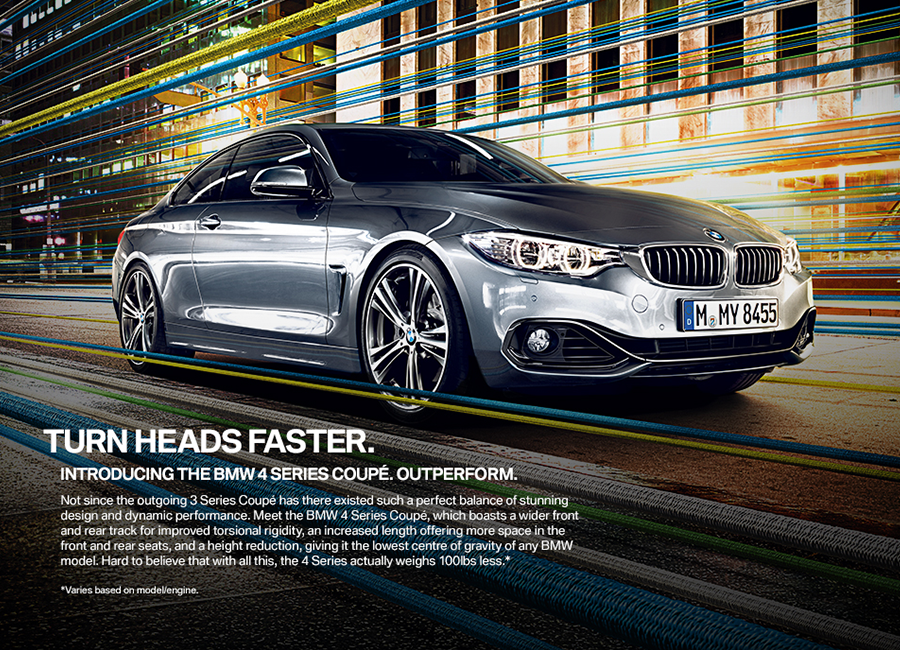 M MY 8455
TURN HEADS FASTER.
INTRODUCING THE BMW 4 SERIES COUPÉ. OUTPERFORM.
Not since the outgoing 3 Series Coupé has there existed such a perfect balance of stunning
design and dynamic performance. Meet the BMW 4 Series Coupé, which boasts a wider front
and rear track for improved torsional rigidity, an increased length offering more space in the
front and rear seats, and a height reduction, giving it the lowest centre of gravity of any BMW
model. Hard to believe that with all this, the 4 Series actually weighs 100lbs less.*
*Varies based on model/engine.